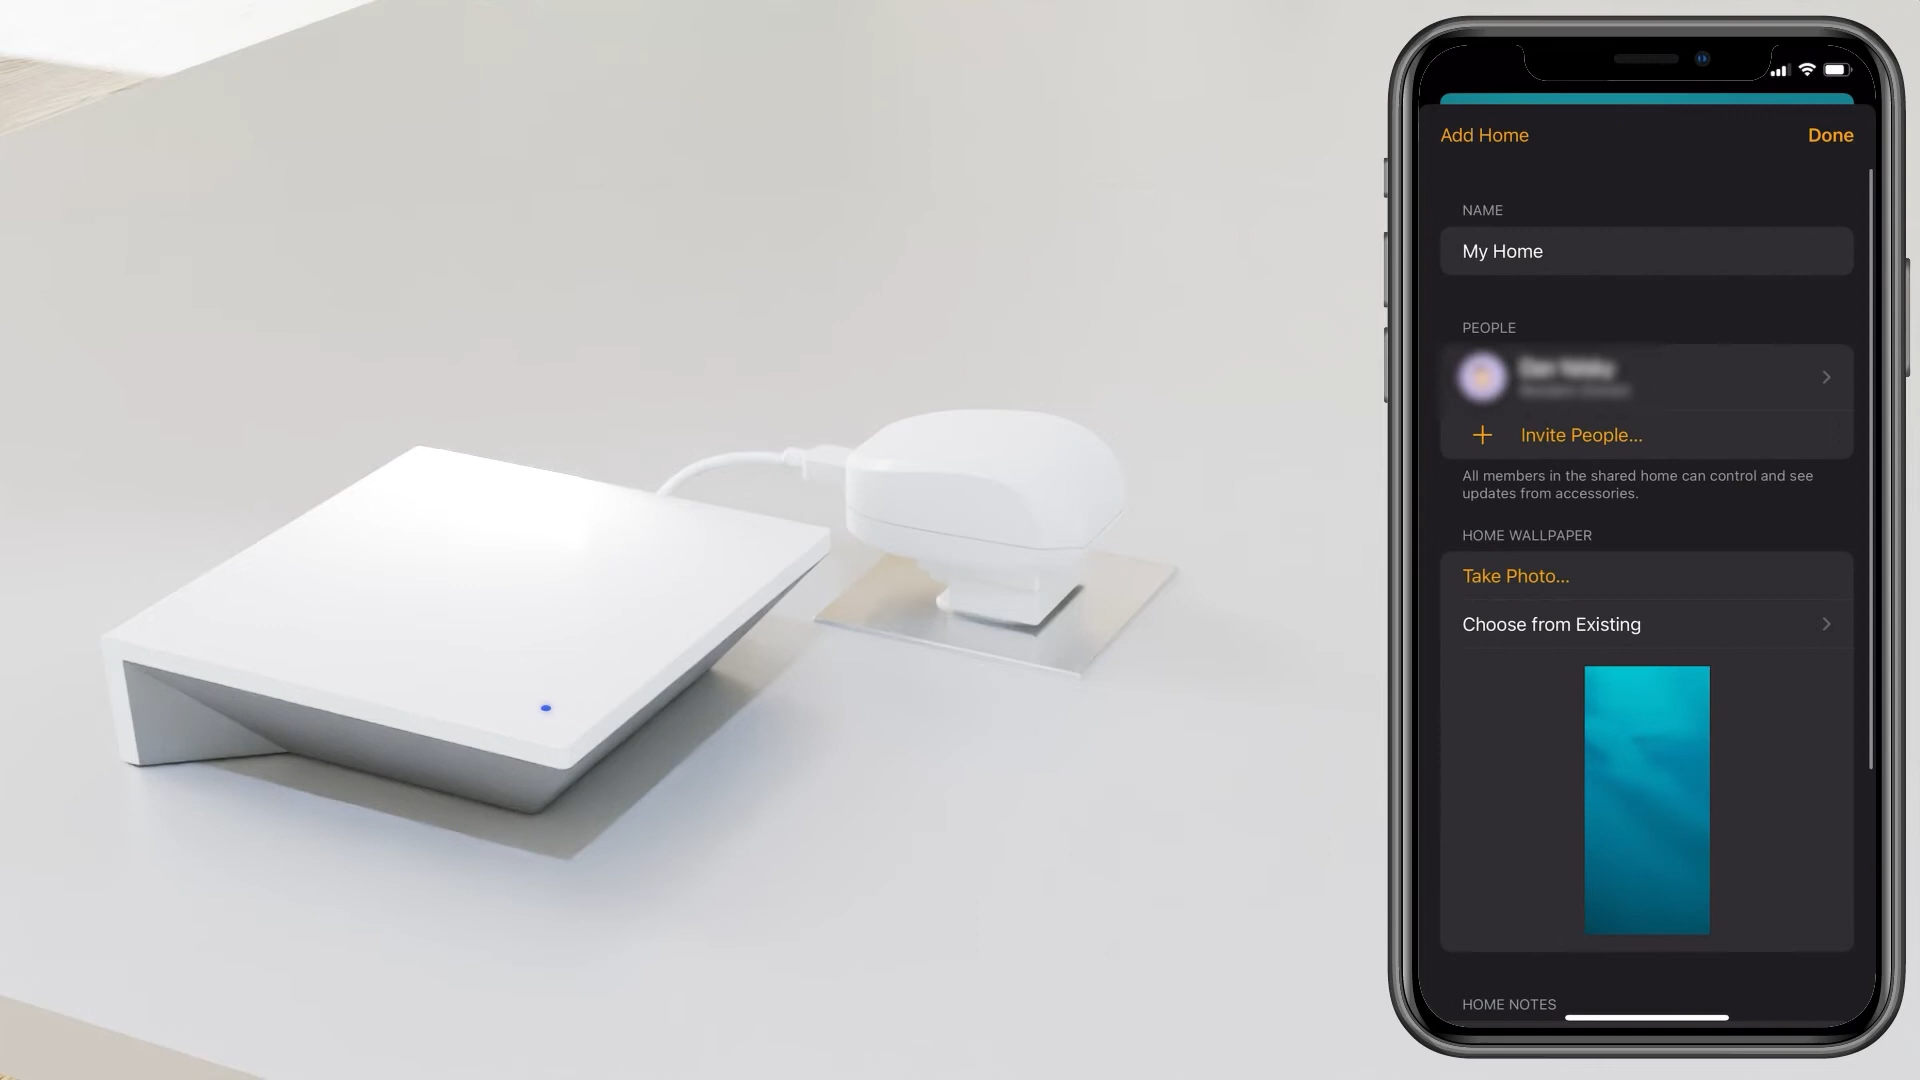 Add Home
Done
NAME
My Home
PEOPLE
Invite People...
All members in the shared home can control and see
updates from accessories.
HOME WALLPAPER
Take Photo...
Choose from Existing
HOME NOTES